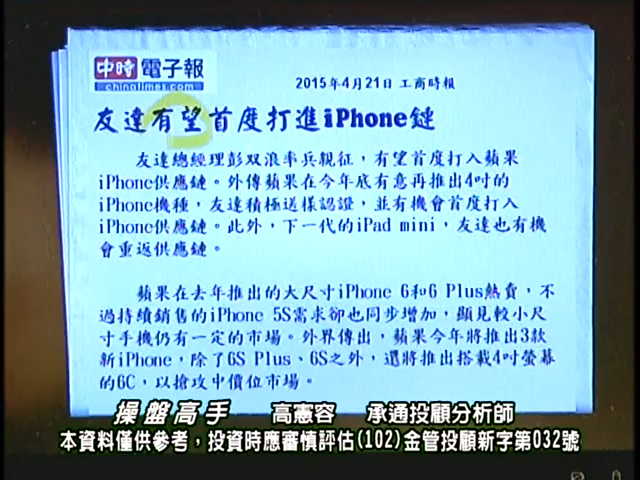 中時電子報
chinatimes.com
2015年4月21日 工商時報
友達有望首度打進iPhone鏈
友達總經理彭双浪率兵親征，有望首度打入蘋果
iPhone供應鏈。外傳蘋果在今年底有意再推出4吋的
iPhone機種，友達積極送樣認證，並有機會首度打入
iPhone供應鏈。此外，下一代的iPad mini，友達也有機
會重返供應鏈。
蘋果在去年推出的大尺寸iPhone 6和6 Plus熱賣，不
過持續銷售的iPhone 5S需求卻也同步增加，顯見較小尺
寸手機仍有一定的市場。外界傳出，蘋果今年將推出3款
新iPhone，除了6S Plus、6S之外，還將推出搭載4吋螢幕
的6C，以搶攻中價位市場。
操盤高手 高憲容 承通投顧分析師
本資料僅供參考，投資時應審慎評估(102)金管投顧新字第032號